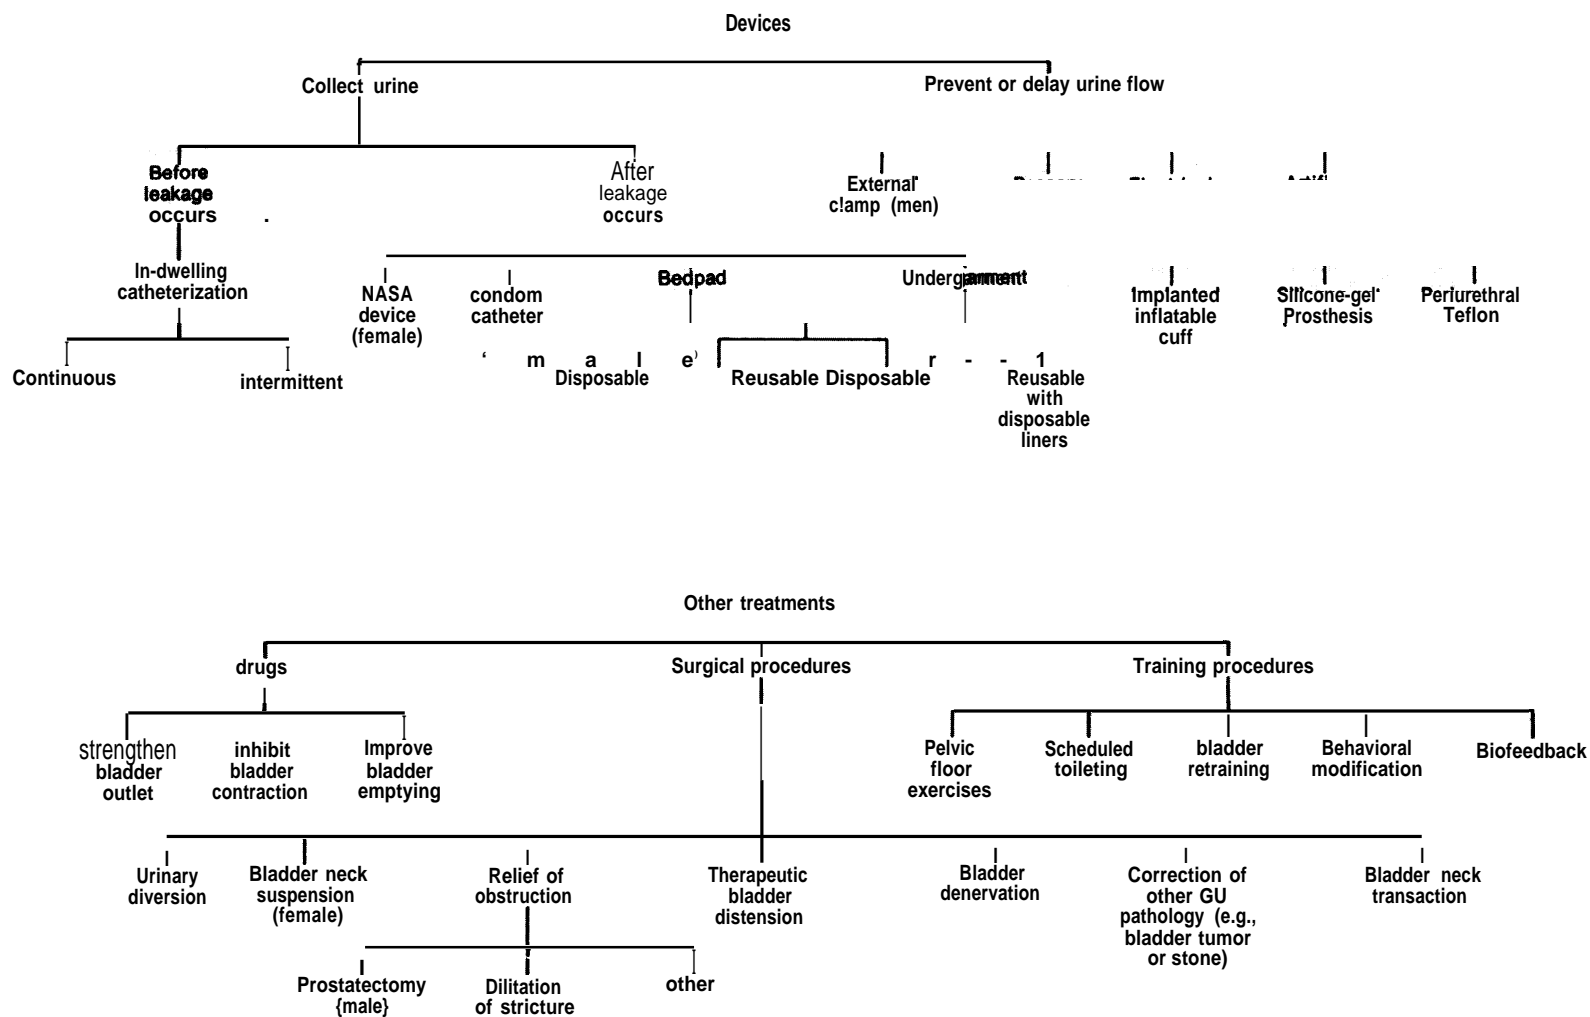 Devices
Collect urine
Prevent or delay urine flow
Before
leakage
occurs
After
leakage
occurs
External
c!amp (men)
In-dwelling
catheterization
NASA
device
(female)
condom
catheter
Bedpad
Undergarment
Implanted
inflatable
cuff
Silicone-gel
Prosthesis
Periurethral
Teflon
Continuous
intermittent
‘ m a l e)
r - - 1
Disposable
Reusable
Disposable
Reusable
with
disposable
liners
Other treatments
drugs
Surgical procedures
Training procedures
strengthen
bladder
outlet
inhibit
bladder
contraction
Improve
bladder
emptying
Pelvic
floor
exercises
Scheduled
toileting
bladder
retraining
Behavioral
modification
Biofeedback
Urinary
diversion
Bladder neck
suspension
(female)
Relief of
obstruction
Therapeutic
bladder
distension
Bladder
denervation
Correction of
other GU
pathology (e.g.,
bladder tumor
or stone)
Bladder neck
transaction
Prostatectomy
{male}
Dilitation
of stricture
other